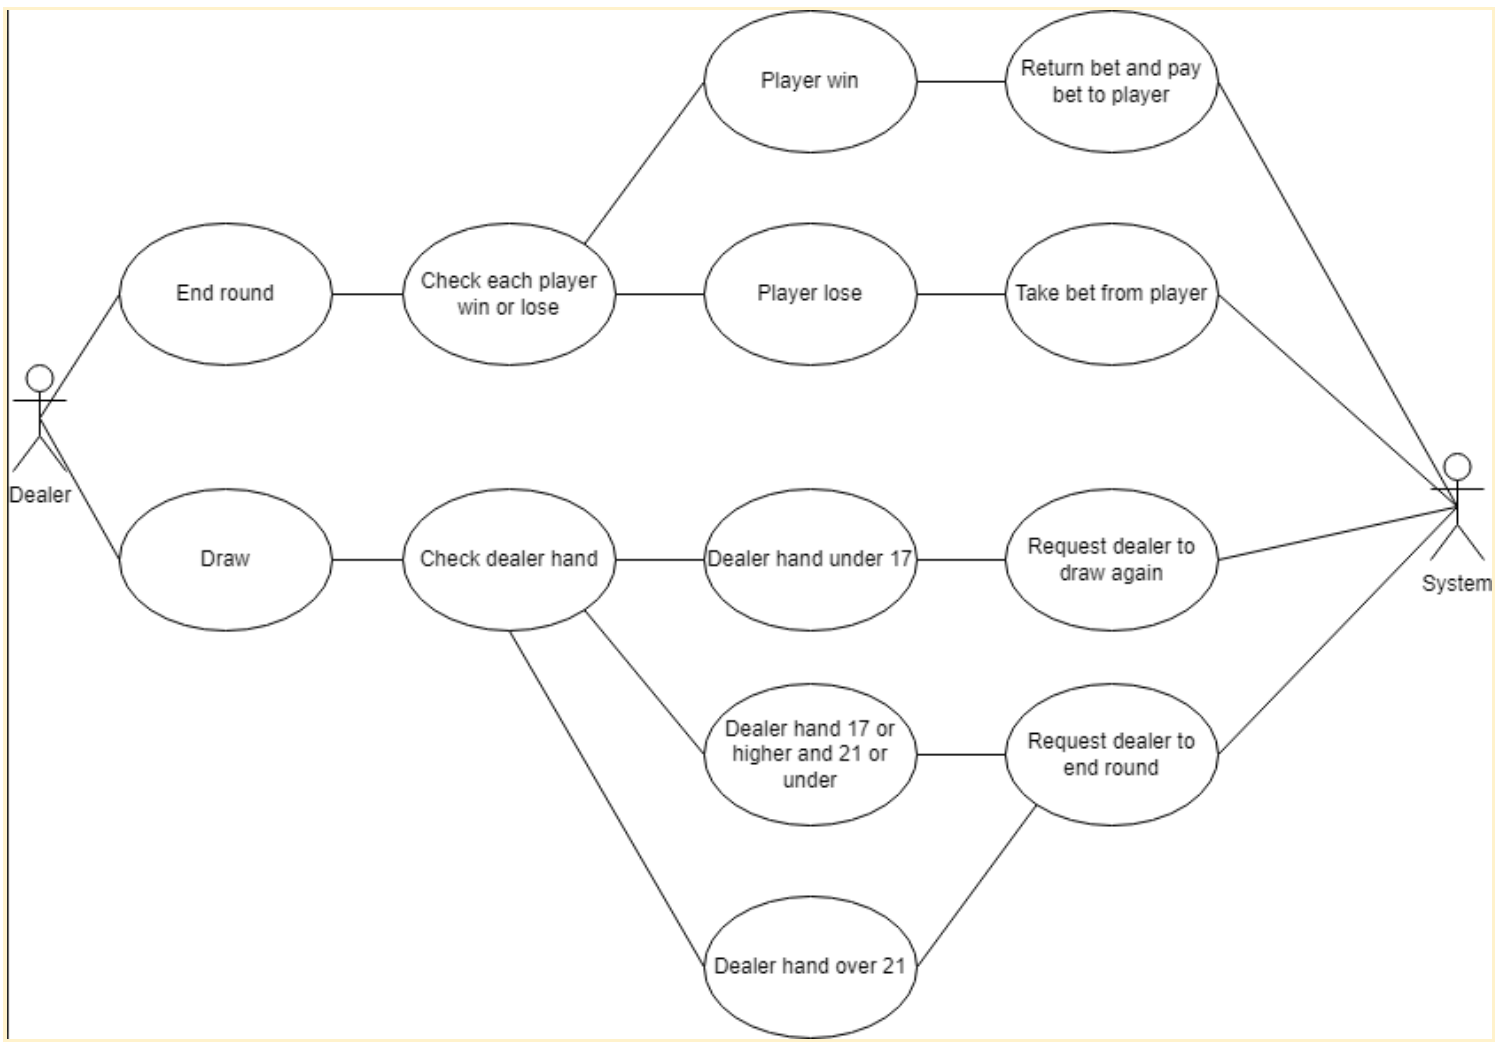 Player win
Return bet and pay
bet to player
End round
Check each player
win or lose
Player lose
Take bet from player
Dealer
Draw
Check dealer hand
Dealer hand under 17
Request dealer to
draw again
System
Dealer hand 17 or
higher and 21 or
under
Request dealer to
end round
Dealer hand over 21